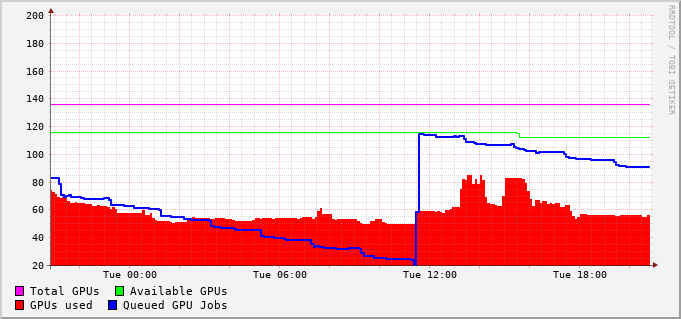 200
180
160
140
120
100
80
60
40
20
Tue 00:00 Tue 06:00 Tue 12:00 Tue 18:00
Total GPUs Available GPUs
GPUs used Queued GPU Jobs
RRDTOOL / TOBI OETIKER